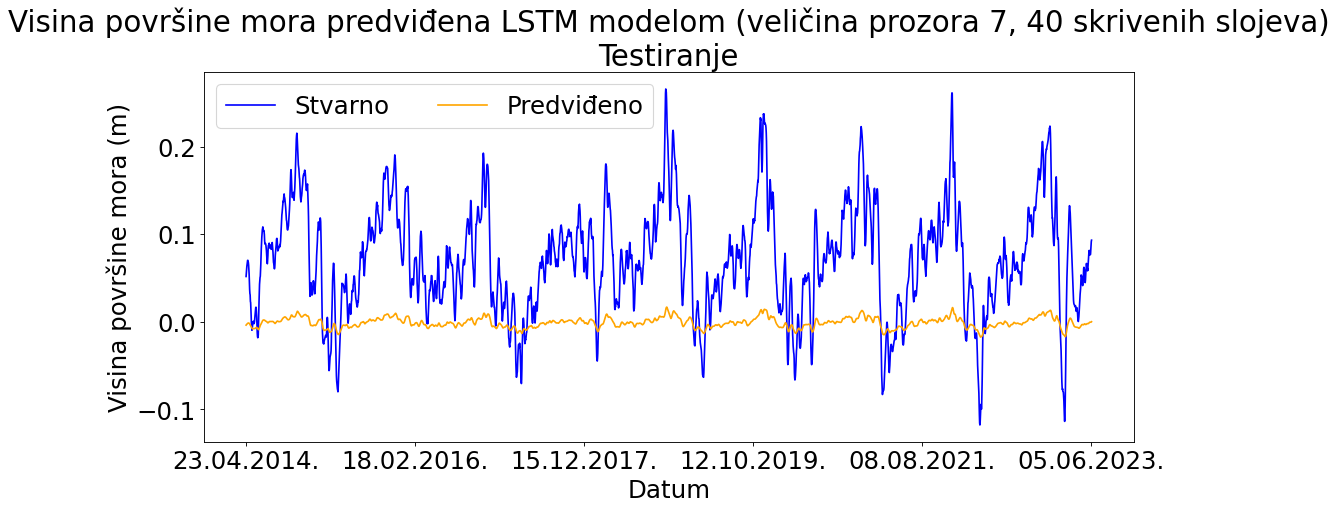 Visina površine mora predviđena LSTM modelom (veličina prozora 7, 40 skrivenih slojeva)
Testiranje
Stvarno Predviđeno
Visina površine mora (m)
0.2
0.1
0.0
−0.1
23.04.2014. 18.02.2016. 15.12.2017. 12.10.2019. 08.08.2021. 05.06.2023.
Datum